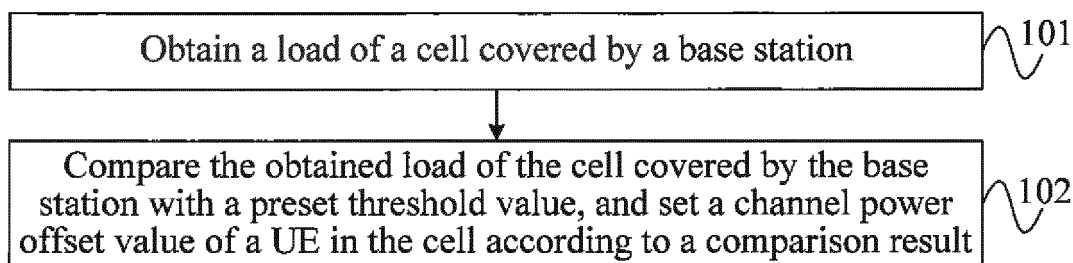 Obtain a load of a cell covered by a base station
101
Compare the obtained load of the cell covered by the base
station with a preset threshold value, and set a channel power
offset value of a UE in the cell according to a comparison result
102